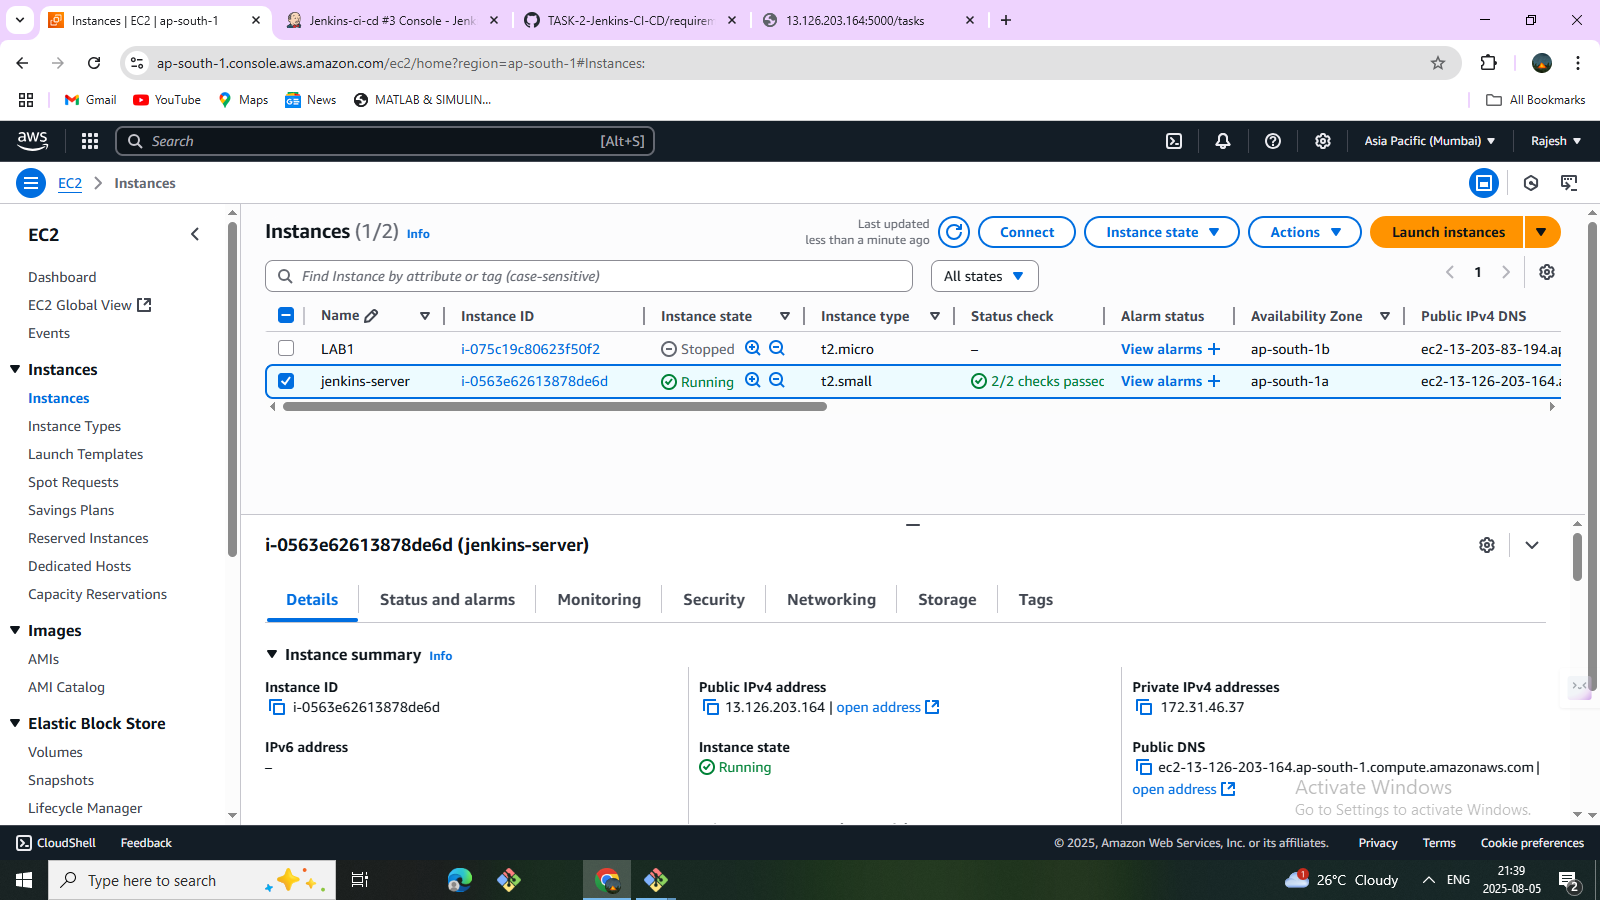 Instances | EC2 | ap-south-1
Jenkins-ci-cd #3 Console - Jenk
TASK-2-Jenkins-CI-CD/requirem
13.126.203.164:5000/tasks
ap-south-1.console.aws.amazon.com/ec2/home?region=ap-south-1#Instances:
Gmail
YouTube
Maps
News
MATLAB & SIMULIN...
All Bookmarks
aws
Search
[Alt+S]
Asia Pacific (Mumbai)
Rajesh
EC2
Instances
EC2
Dashboard
EC2 Global View
Events
Instances
Instances
Instance Types
Launch Templates
Spot Requests
Savings Plans
Reserved Instances
Dedicated Hosts
Capacity Reservations
Images
AMIs
AMI Catalog
Elastic Block Store
Volumes
Snapshots
Lifecycle Manager
Instances (1/2) Info
Last updated
less than a minute ago
Connect
Instance state
Actions
Launch instances
Find Instance by attribute or tag (case-sensitive)
All states
1
Name Instance ID Instance state Instance type Status check Alarm status Availability Zone Public IPv4 DNS
LAB1 i-075c19c80623f50f2 Stopped t2.micro – View alarms + ap-south-1b ec2-13-203-83-194.ap
jenkins-server i-0563e62613878de6d Running t2.small 2/2 checks passed View alarms + ap-south-1a ec2-13-126-203-164.a
i-0563e62613878de6d (jenkins-server)
Details Status and alarms Monitoring Security Networking Storage Tags
Instance summary Info
Instance ID
i-0563e62613878de6d
IPv6 address
–
Public IPv4 address
13.126.203.164 | open address
Instance state
Running
Private IPv4 addresses
172.31.46.37
Public DNS
ec2-13-126-203-164.ap-south-1.compute.amazonaws.com |
open address
Activate Windows
Go to Settings to activate Windows.
CloudShell
Feedback
© 2025, Amazon Web Services, Inc. or its affiliates.
Privacy
Terms
Cookie preferences
Type here to search
1
26°C Cloudy
ENG
21:39
2025-08-05
2